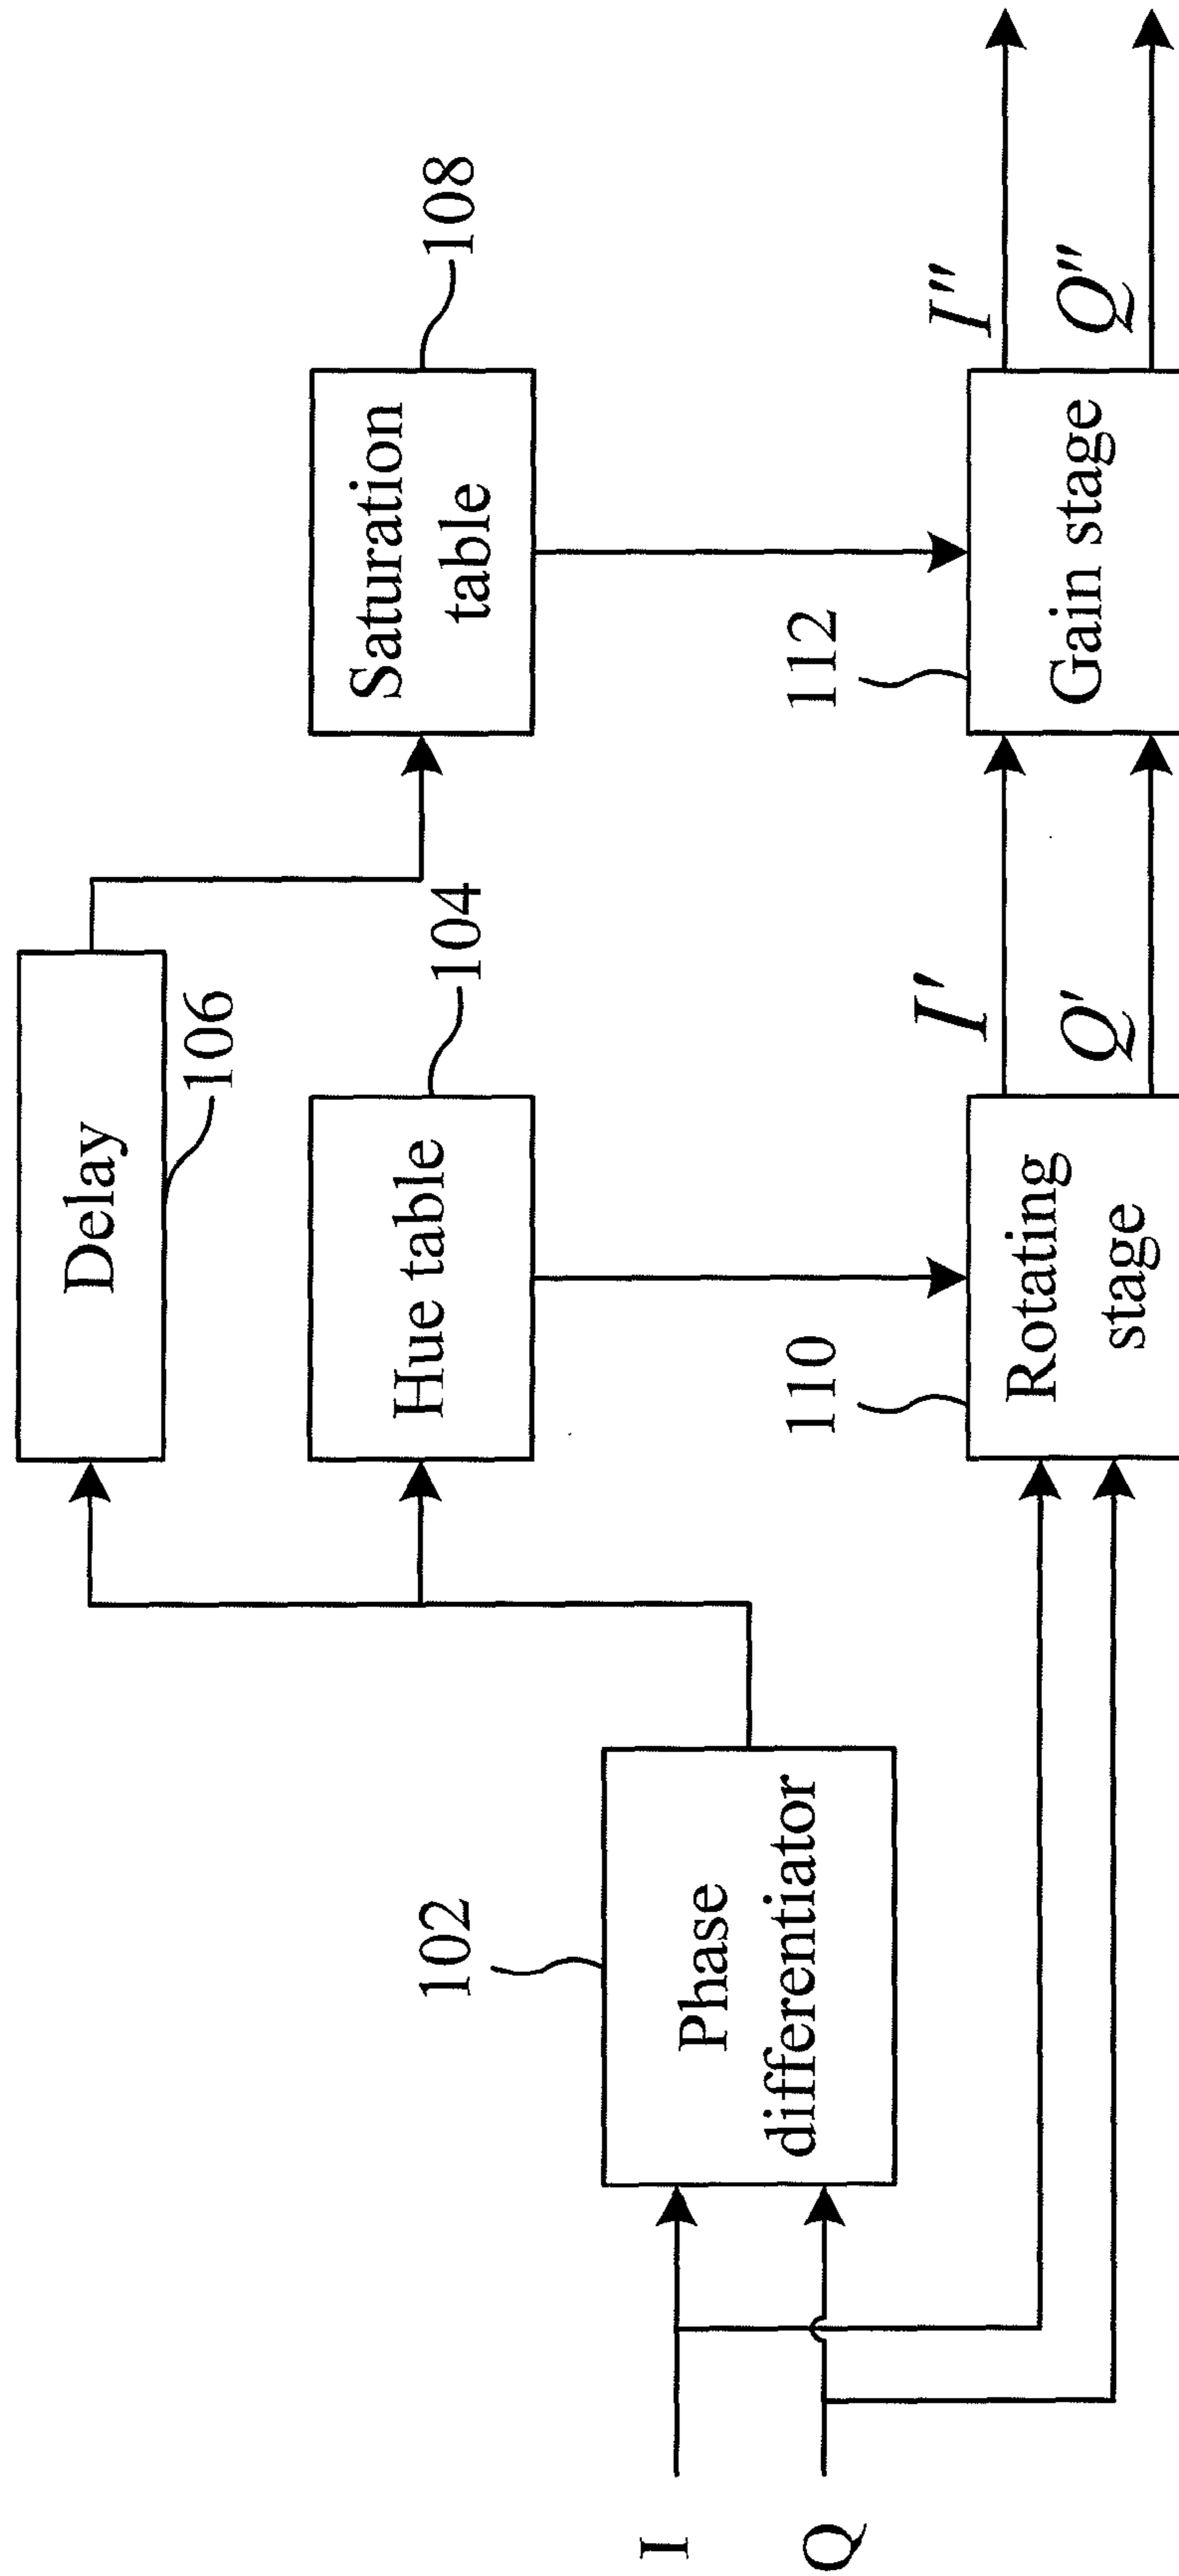 Delay
106
Hue table
104
Saturation
table
108
102
Phase
differentiator
110
Rotating
stage
112
Gain stage
I
Q
I'
Q'
I"
Q"